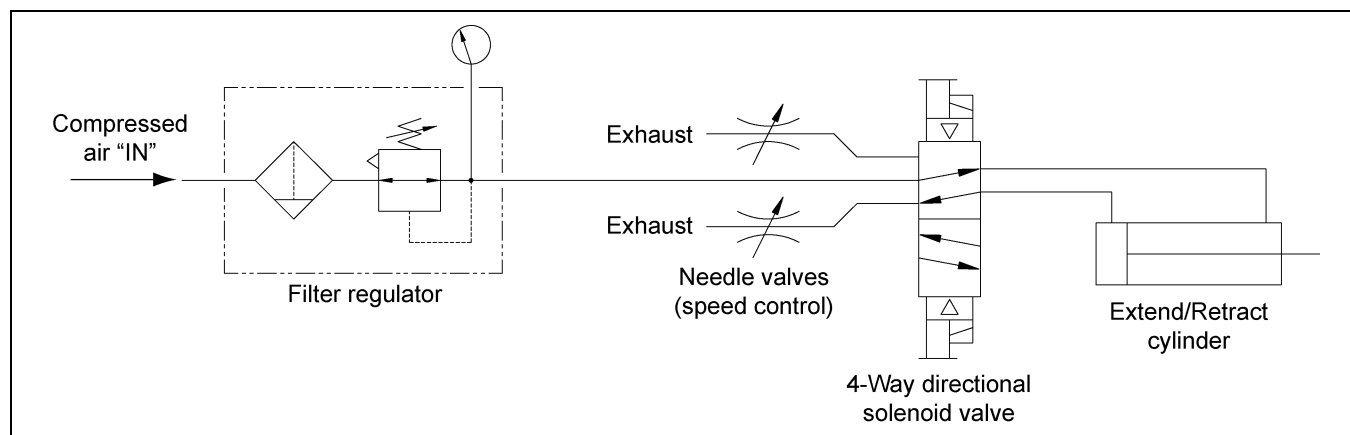 Compressed
air “IN”
Filter regulator
Exhaust
Exhaust
Needle valves
(speed control)
4-Way directional
solenoid valve
Extend/Retract
cylinder